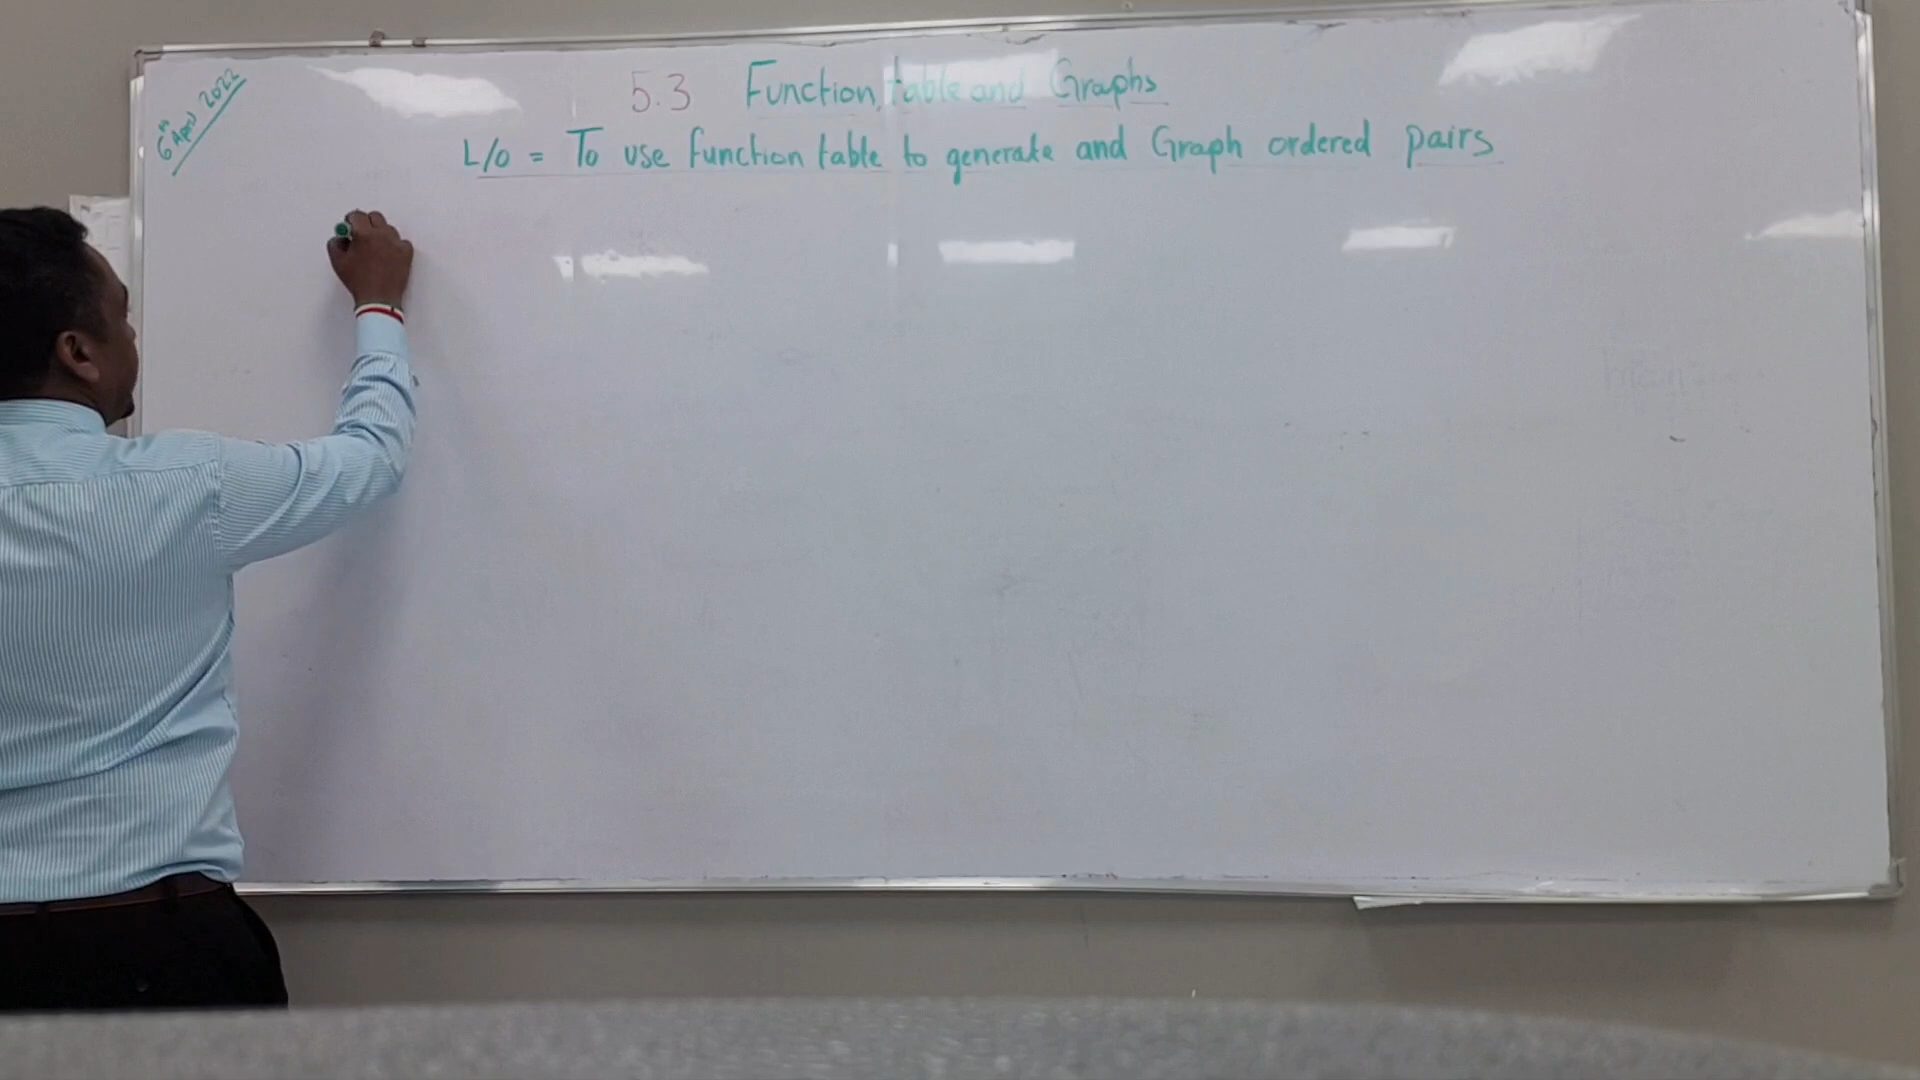 6th April 2022
5.3 Function, table and Graphs
L/o = To use function table to generate and Graph ordered pairs